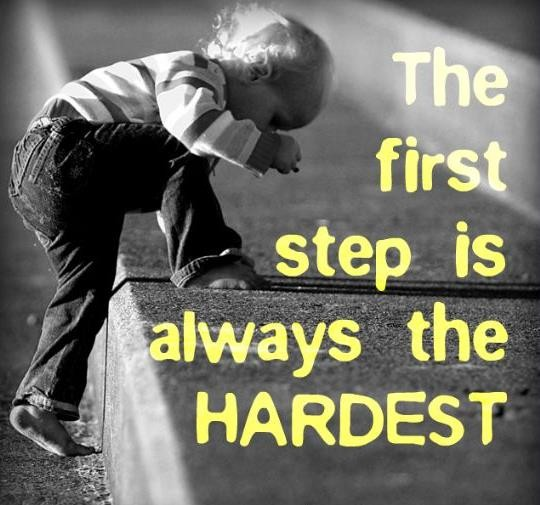 The
first
step is
always the
HARDEST